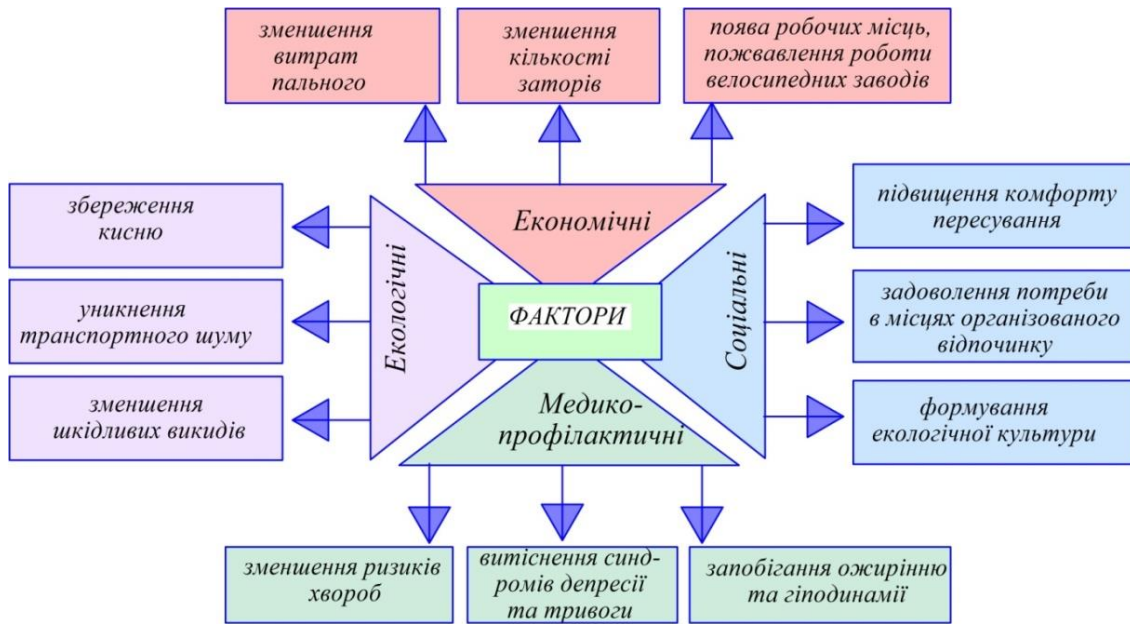 зменшення
витрат
пального
зменшення
кількості
заторів
поява робочих місць,
пожвавлення роботи
велосипедних заводів
збереження
кисню
уникнення
транспортного шуму
зменшення
шкідливих викидів
Екологічні
Економічні
ФАКТОРИ
Медико-
профілактичні
Соціальні
підвищення комфорту
пересування
задоволення потреби
в місцях організованого
відпочинку
формування
екологічної культури
зменшення ризиків
хвороб
витіснення синд-
ромів депресії
та тривоги
запобігання ожирінню
та гіподинамії